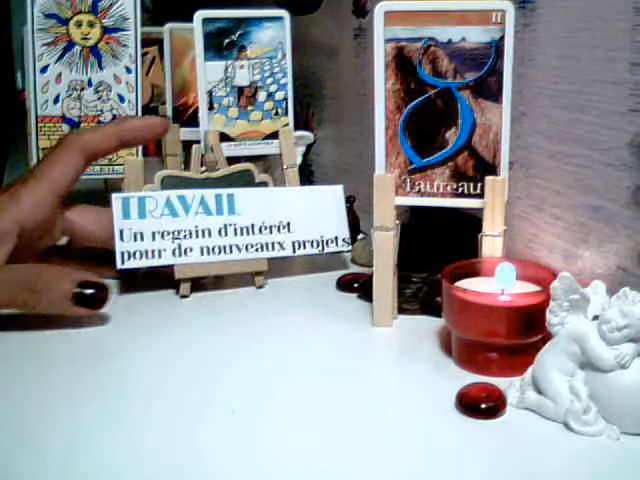 II
Taureau
TRAVAIL
Un regain d'intérêt
pour de nouveaux projets